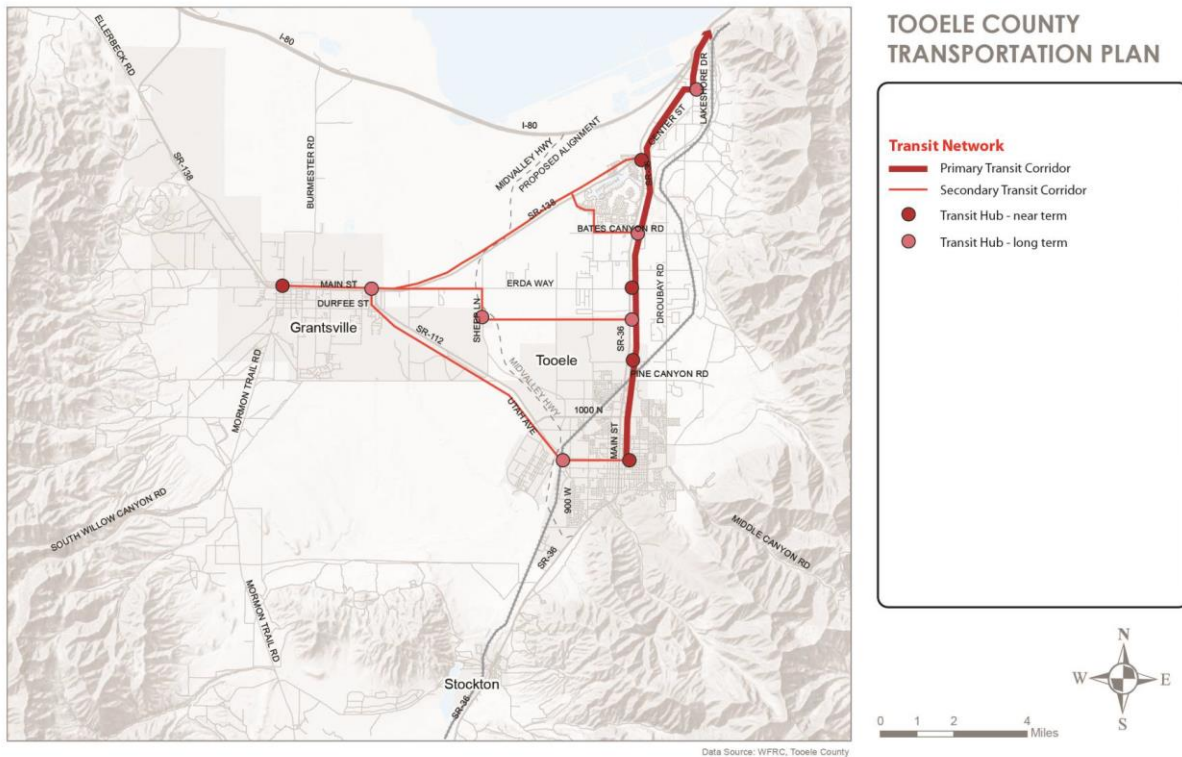 TOOELE COUNTY
TRANSPORTATION PLAN
Transit Network
Primary Transit Corridor
Secondary Transit Corridor
Transit Hub - near term
Transit Hub - long term
ELLERBECK RD
I-80
LAKESHORE DR
CENTER ST
I-80
MIDVALLEY HWY
PROPOSED ALIGNMENT
SR-138
BURMESTER RD
SR-138
SR-36
BATES CANYON RD
MAIN ST
ERDA WAY
DURFEE ST
DROUBAY RD
Grantsville
SHEEP LN
SR-112
SR-36
Tooele
MIDVALLEY HWY
PINE CANYON RD
MORMON TRAIL RD
UTAH AVE
1000 N
MAIN ST
900 W
SOUTH WILLOW CANYON RD
MIDDLE CANYON RD
SR-36
MORMON TRAIL RD
Stockton
SR-36
N
W E
S
0 1 2 4
Miles
Data Source: WFRC, Tooele County